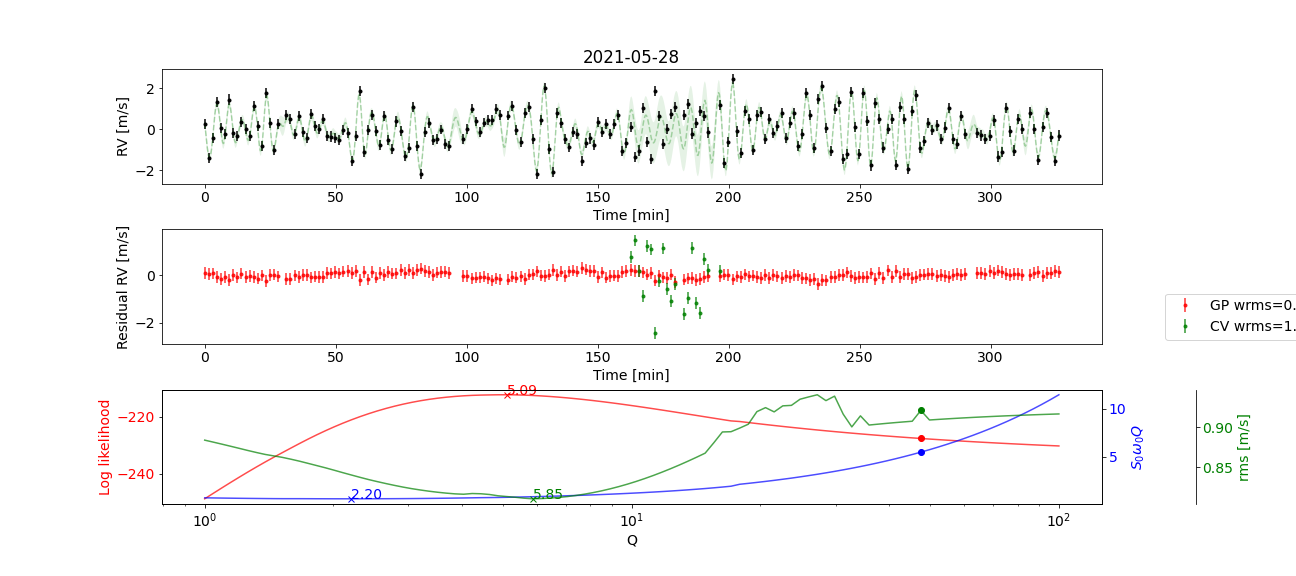 2021-05-28
RV [m/s]
2
0
−2
0 50 100 150 200 250 300
Time [min]
Residual RV [m/s]
0
−2
0 50 100 150 200 250 300
Time [min]
GP wrms=0.
CV wrms=1.
Log likelihood
−220
−240
5.09
2.20
5.85
10
5
S₀ω₀Q
0.90
0.85
rms [m/s]
10⁰ 10¹ 10²
Q